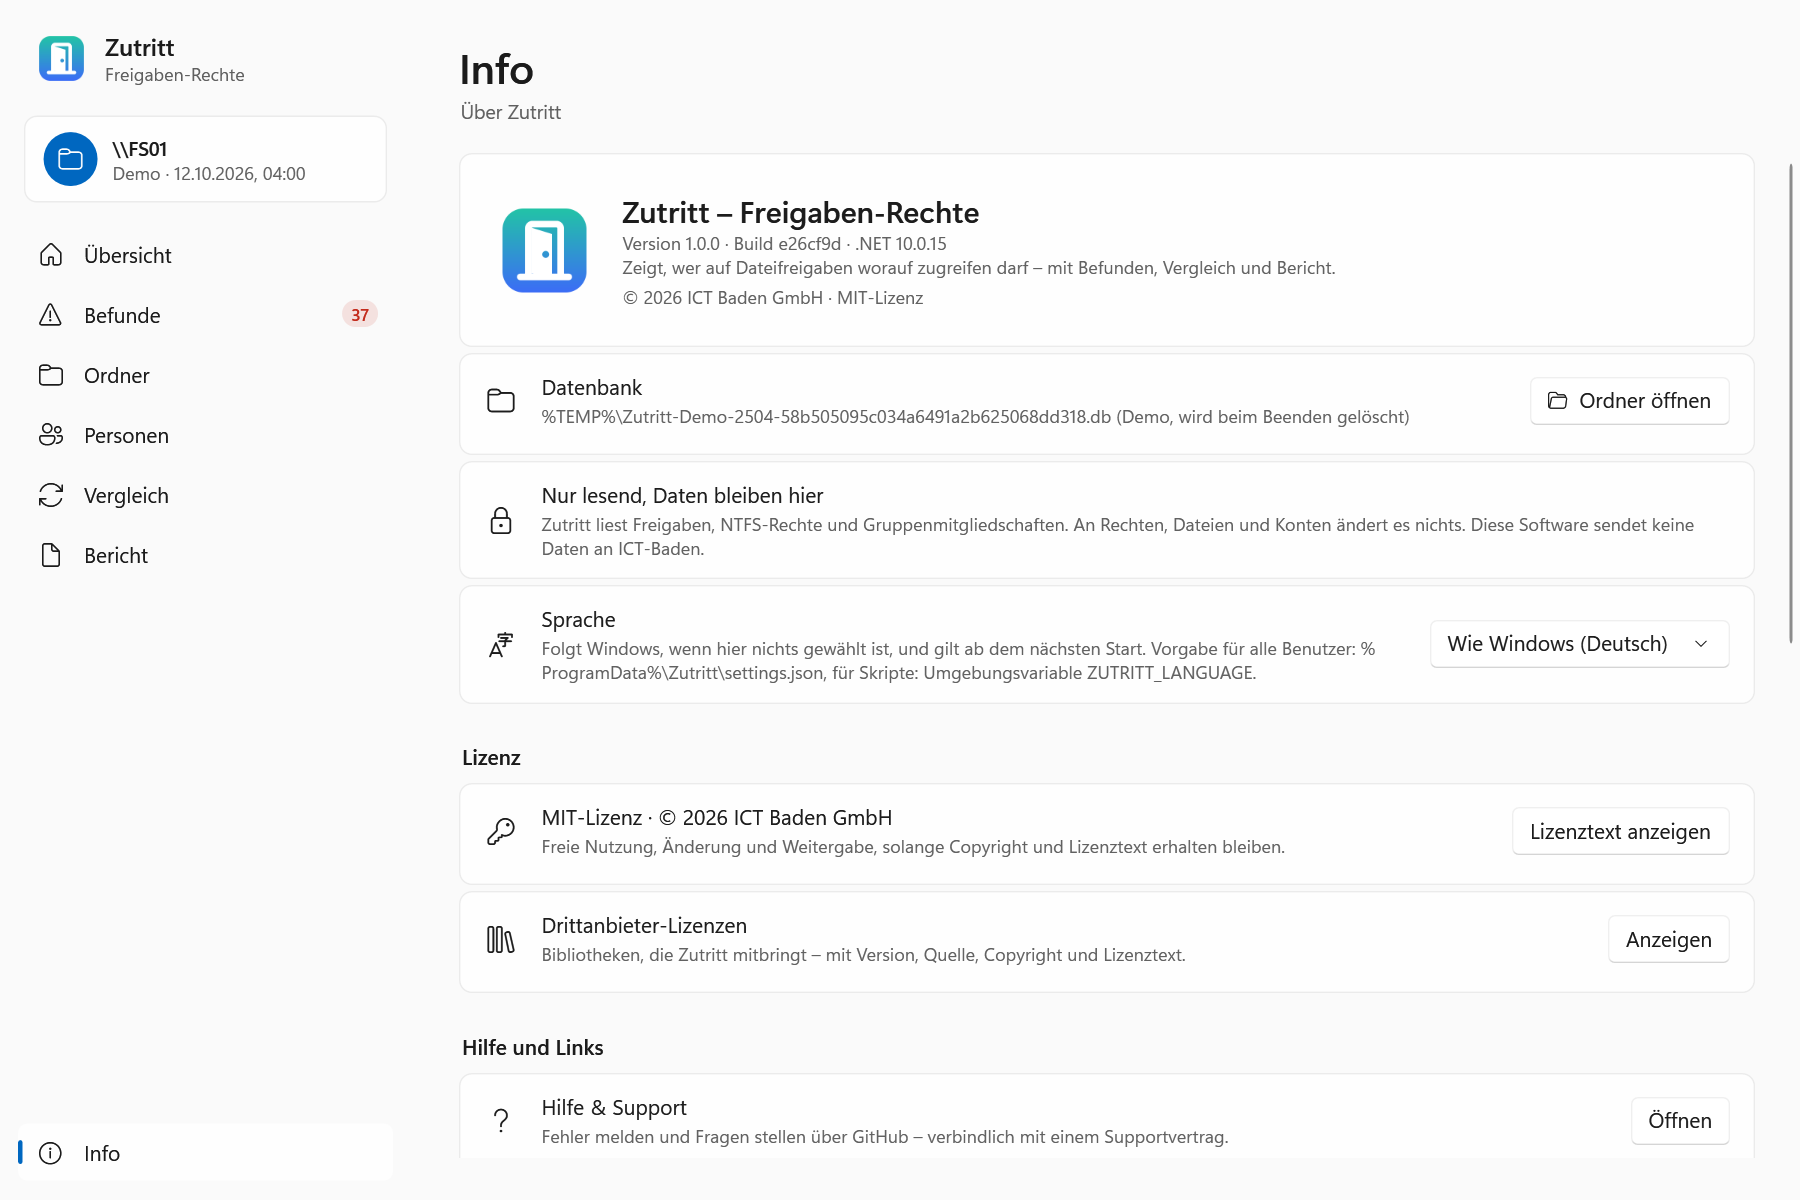 Zutritt
Freigaben-Rechte
\\FS01
Demo · 12.10.2026, 04:00
Übersicht
Befunde
37
Ordner
Personen
Vergleich
Bericht
Info
Info
Über Zutritt
Zutritt – Freigaben-Rechte
Version 1.0.0 · Build e26cf9d · .NET 10.0.15
Zeigt, wer auf Dateifreigaben worauf zugreifen darf – mit Befunden, Vergleich und Bericht.
© 2026 ICT Baden GmbH · MIT-Lizenz
Datenbank
%TEMP%\Zutritt-Demo-2504-58b505095c034a6491a2b625068dd318.db (Demo, wird beim Beenden gelöscht)
Ordner öffnen
Nur lesend, Daten bleiben hier
Zutritt liest Freigaben, NTFS-Rechte und Gruppenmitgliedschaften. An Rechten, Dateien und Konten ändert es nichts. Diese Software sendet keine
Daten an ICT-Baden.
Sprache
Folgt Windows, wenn hier nichts gewählt ist, und gilt ab dem nächsten Start. Vorgabe für alle Benutzer: %
ProgramData%\Zutritt\settings.json, für Skripte: Umgebungsvariable ZUTRITT_LANGUAGE.
Wie Windows (Deutsch)
Lizenz
MIT-Lizenz · © 2026 ICT Baden GmbH
Freie Nutzung, Änderung und Weitergabe, solange Copyright und Lizenztext erhalten bleiben.
Lizenztext anzeigen
Drittanbieter-Lizenzen
Bibliotheken, die Zutritt mitbringt – mit Version, Quelle, Copyright und Lizenztext.
Anzeigen
Hilfe und Links
Hilfe & Support
Fehler melden und Fragen stellen über GitHub – verbindlich mit einem Supportvertrag.
Öffnen